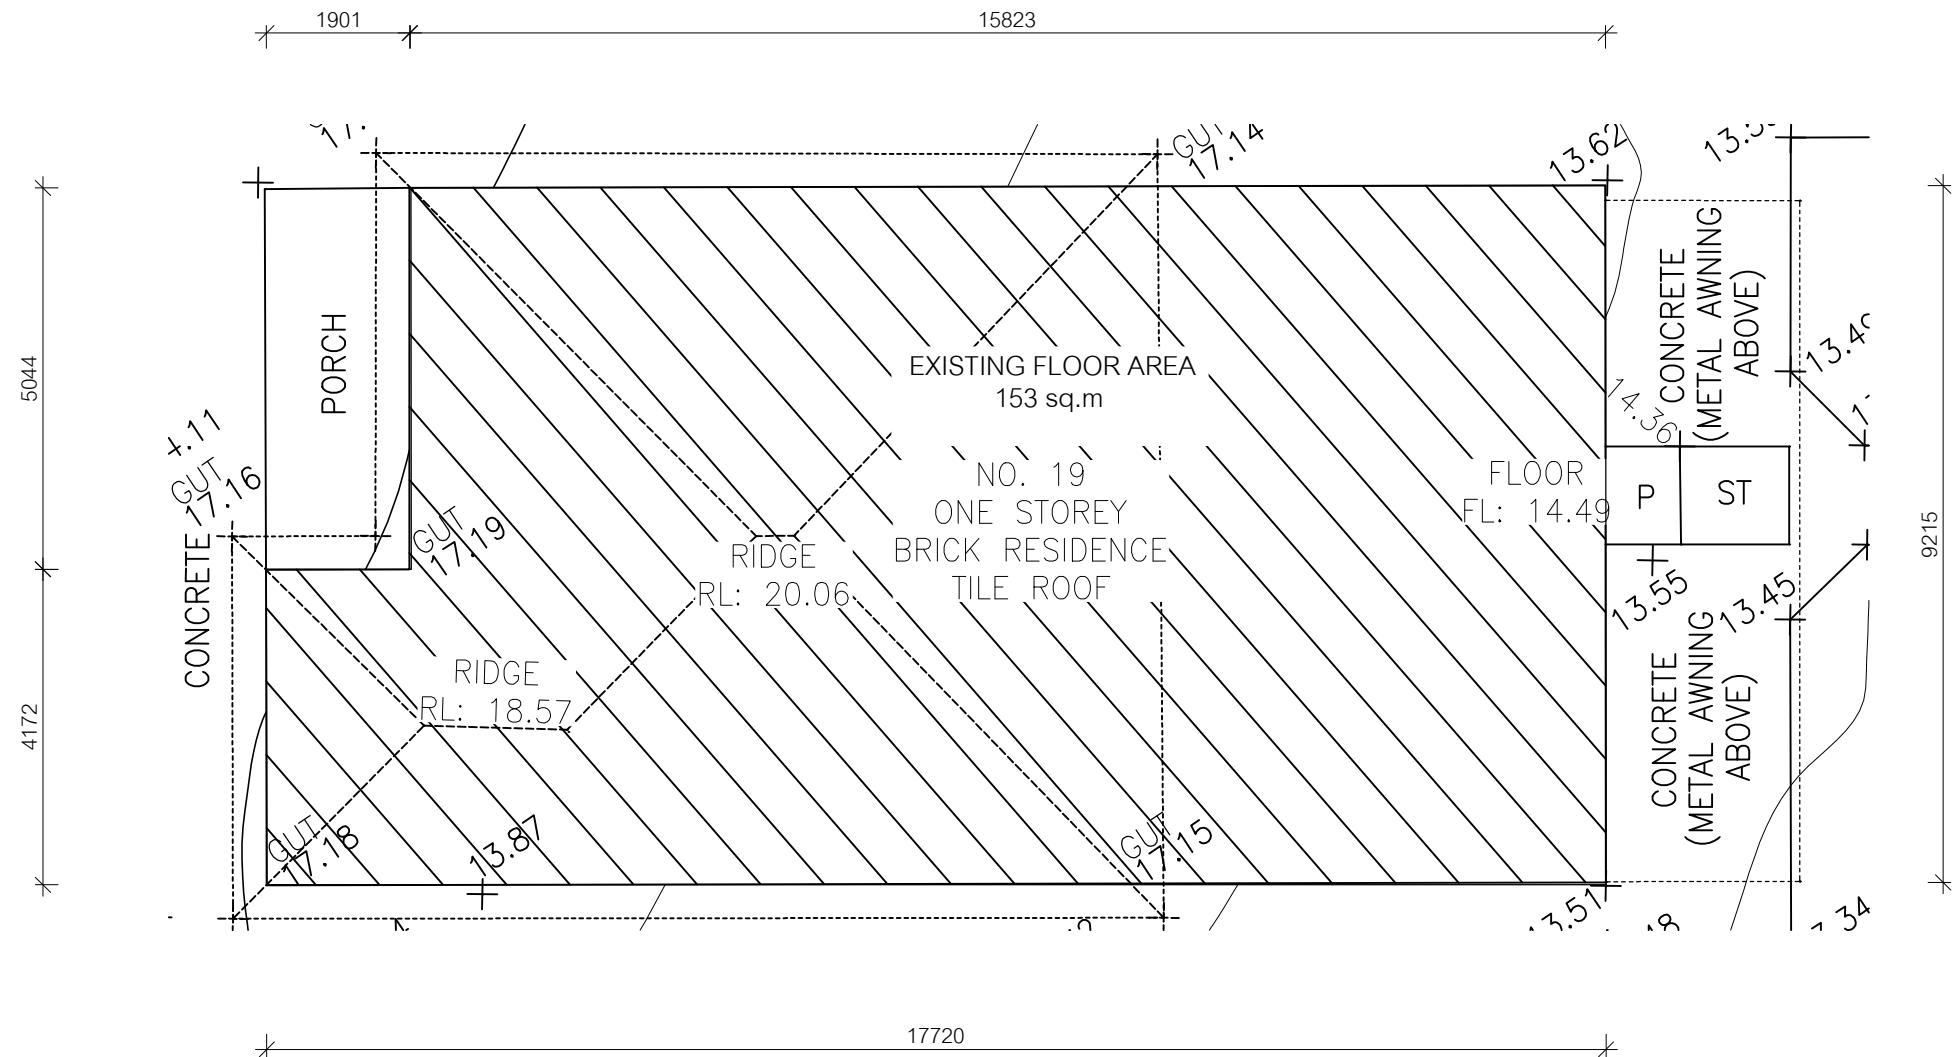 1901
15823
GUT
17.14
13.62
PORCH
CONCRETE
(METAL AWNING
ABOVE)
5044
EXISTING FLOOR AREA
153 sq.m
14.36
GUT
17.16
GUT
17.19
CONCRETE
NO. 19
ONE STOREY
BRICK RESIDENCE
TILE ROOF
FLOOR
FL: 14.49
P
ST
9215
RIDGE
RL: 20.06
13.55
13.45
RIDGE
RL: 18.57
4172
CONCRETE
(METAL AWNING
ABOVE)
GUT
17.18
13.87
GUT
17.15
13.51
17720